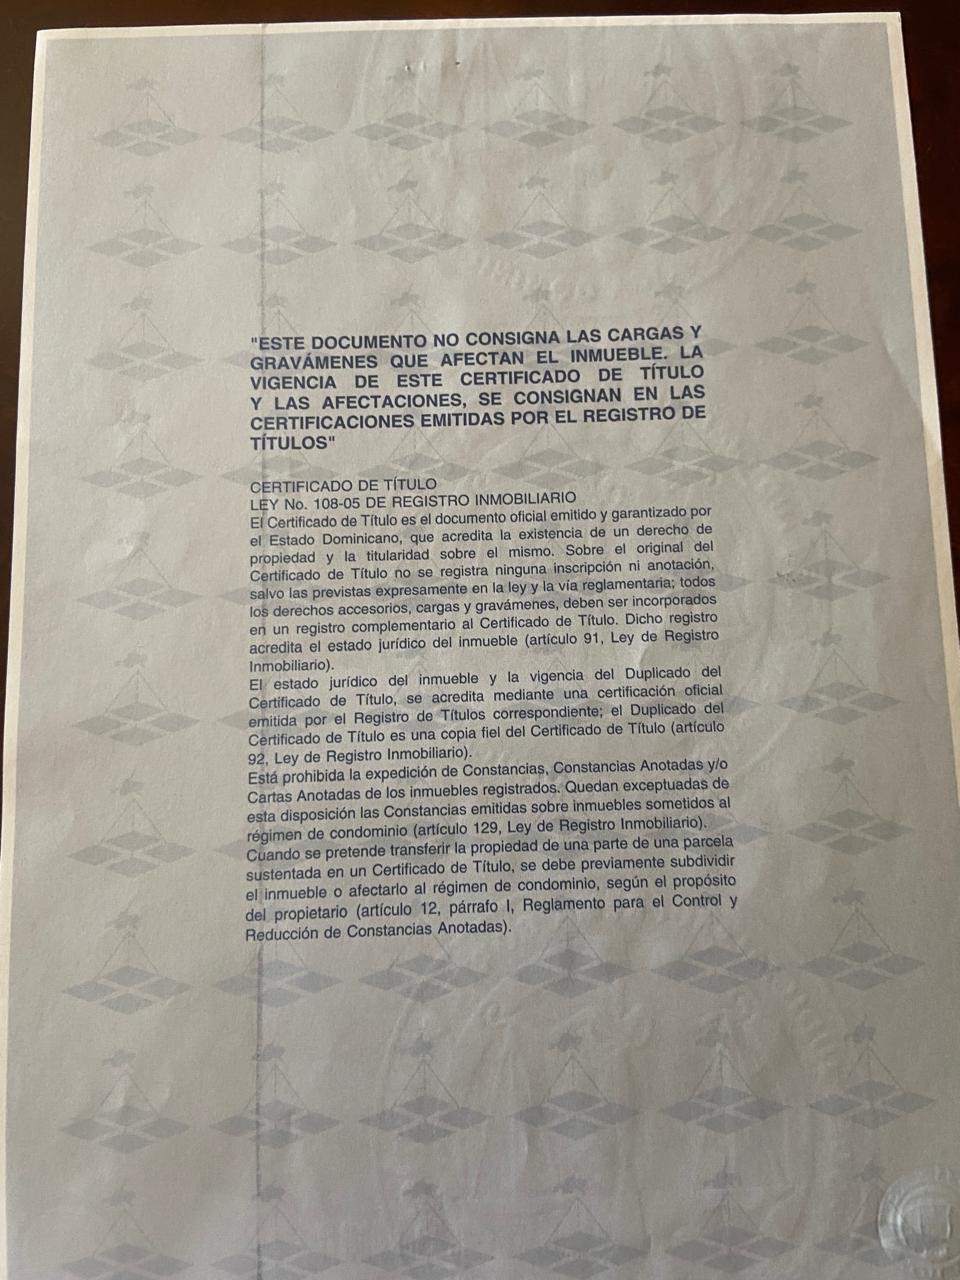 "ESTE DOCUMENTO NO CONSIGNA LAS CARGAS Y
GRAVÁMENES QUE AFECTAN EL INMUEBLE. LA
VIGENCIA DE ESTE CERTIFICADO DE TÍTULO
Y LAS AFECTACIONES, SE CONSIGNAN EN LAS
CERTIFICACIONES EMITIDAS POR EL REGISTRO DE
TÍTULOS"
CERTIFICADO DE TÍTULO
LEY No. 108-05 DE REGISTRO INMOBILIARIO
El Certificado de Título es el documento oficial emitido y garantizado por
el Estado Dominicano, que acredita la existencia de un derecho de
propiedad y la titularidad sobre el mismo. Sobre el original del
Certificado de Título no se registra ninguna inscripción ni anotación,
salvo las previstas expresamente en la ley y la vía reglamentaria; todos
los derechos accesorios, cargas y gravámenes, deben ser incorporados
en un registro complementario al Certificado de Título. Dicho registro
acredita el estado jurídico del inmueble (artículo 91, Ley de Registro
Inmobiliario).
El estado jurídico del inmueble y la vigencia del Duplicado del
Certificado de Título, se acredita mediante una certificación oficial
emitida por el Registro de Títulos correspondiente; el Duplicado del
Certificado de Título es una copia fiel del Certificado de Título (artículo
92, Ley de Registro Inmobiliario).
Está prohibida la expedición de Constancias, Constancias Anotadas y/o
Cartas Anotadas de los inmuebles registrados. Quedan exceptuadas de
esta disposición las Constancias emitidas sobre inmuebles sometidos al
régimen de condominio (artículo 129, Ley de Registro Inmobiliario).
Cuando se pretende transferir la propiedad de una parte de una parcela
sustentada en un Certificado de Título, se debe previamente subdividir
el inmueble o afectarlo al régimen de condominio, según el propósito
del propietario (artículo 12, párrafo I, Reglamento para el Control y
Reducción de Constancias Anotadas).